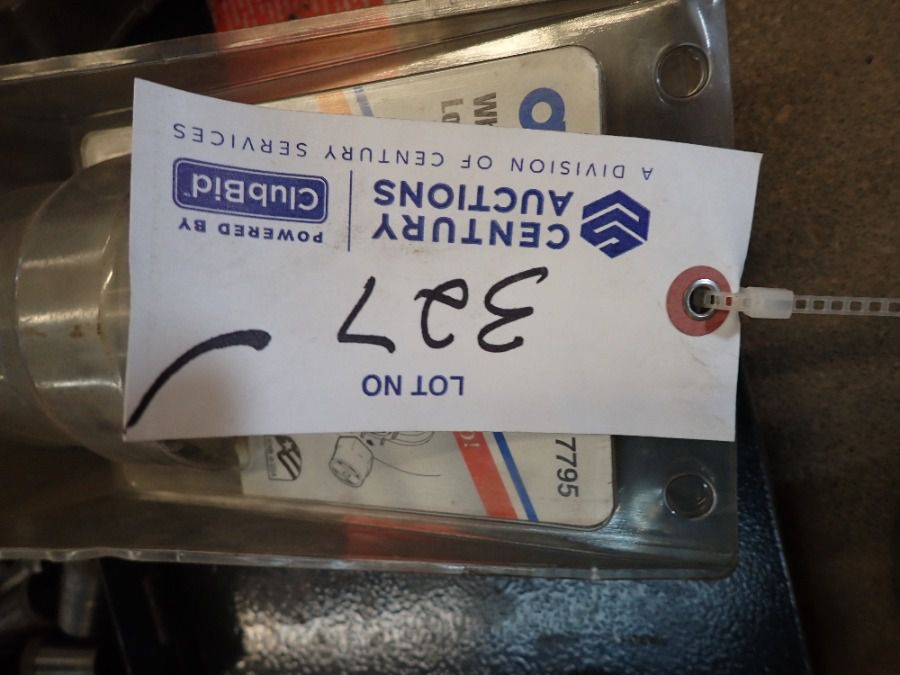 LOT NO
327
CENTURY
AUCTIONS
POWERED BY
ClubBid
A DIVISION OF CENTURY SERVICES
7795